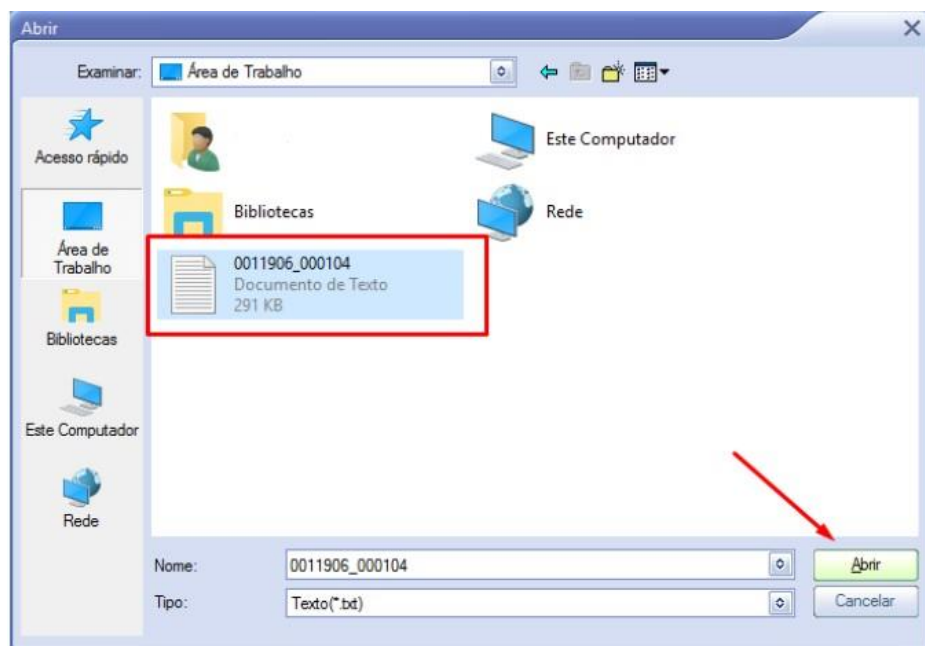 Abrir
Examinar:
Área de Trabalho
Acesso rápido
Área de
Trabalho
Bibliotecas
Este Computador
Rede
Este Computador
Bibliotecas
Rede
0011906_000104
Documento de Texto
291 KB
Nome:
0011906_000104
Abrir
Tipo:
Texto(*.txt)
Cancelar